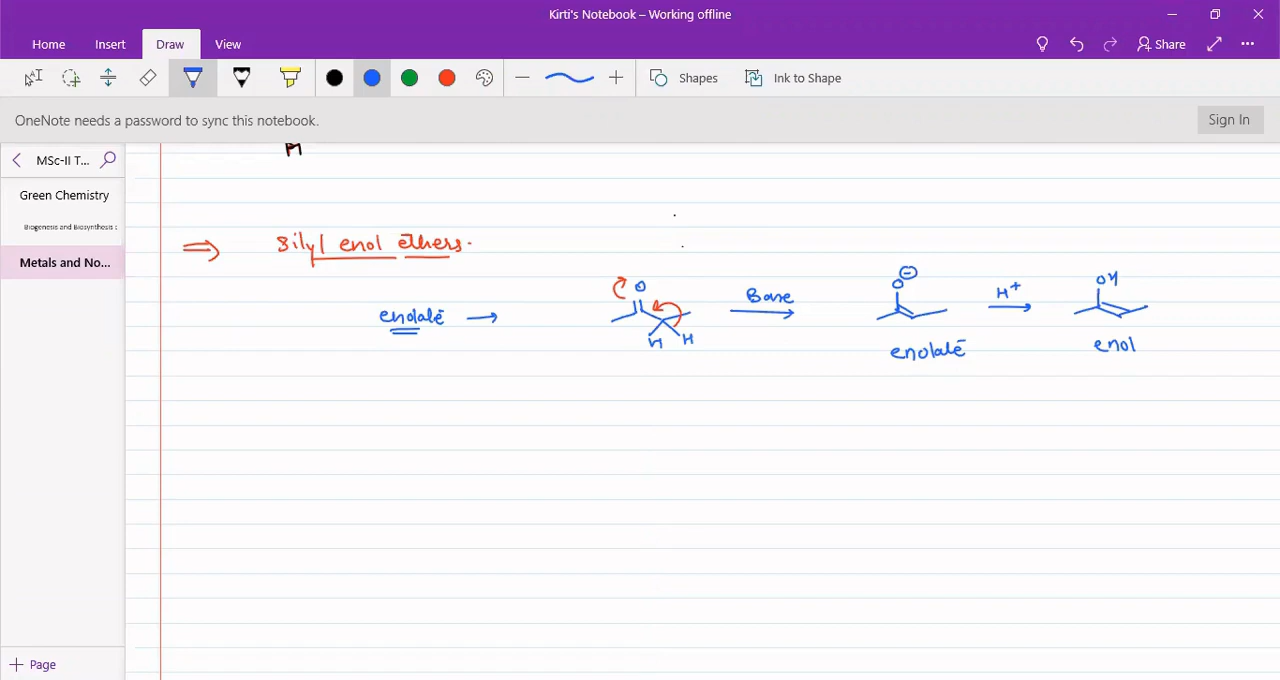 Kirti's Notebook – Working offline
Home Insert Draw View
Share
Shapes Ink to Shape
OneNote needs a password to sync this notebook.
Sign In
MSc-II T...
Green Chemistry
Biogenesis and Biosynthesis :
Metals and No...
H
⇒ Silyl enol ethers.
enolate → O H H Base → O⊖ H+ → OH
enolate enol
+ Page